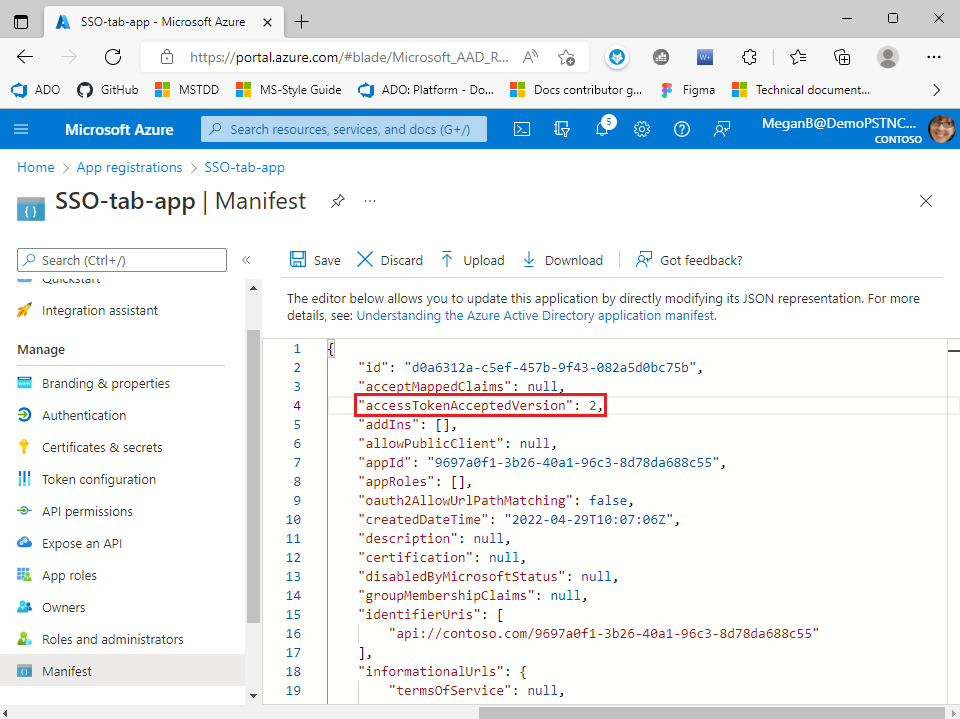 SSO-tab-app - Microsoft Azure
https://portal.azure.com/#blade/Microsoft_AAD_R...
ADO GitHub MSTDD MS-Style Guide ADO: Platform - Do... Docs contributor g... Figma Technical document...
Microsoft Azure Search resources, services, and docs (G+/) 5 MeganB@DemoPSTNC...
CONTOSO
Home > App registrations > SSO-tab-app
SSO-tab-app | Manifest ...
Search (Ctrl+/) «
Save Discard Upload Download Got feedback?
Quickstart
Integration assistant
Manage
Branding & properties
Authentication
Certificates & secrets
Token configuration
API permissions
Expose an API
App roles
Owners
Roles and administrators
Manifest
The editor below allows you to update this application by directly modifying its JSON representation. For more
details, see: Understanding the Azure Active Directory application manifest.
1 {
2 "id": "d0a6312a-c5ef-457b-9f43-082a5d0bc75b",
3 "acceptMappedClaims": null,
4 "accessTokenAcceptedVersion": 2,
5 "addIns": [],
6 "allowPublicClient": null,
7 "appId": "9697a0f1-3b26-40a1-96c3-8d78da688c55",
8 "appRoles": [],
9 "oauth2AllowUrlPathMatching": false,
10 "createdDateTime": "2022-04-29T10:07:06Z",
11 "description": null,
12 "certification": null,
13 "disabledByMicrosoftStatus": null,
14 "groupMembershipClaims": null,
15 "identifierUris": [
16 "api://contoso.com/9697a0f1-3b26-40a1-96c3-8d78da688c55"
17 ],
18 "informationalUrls": {
19 "termsOfService": null,